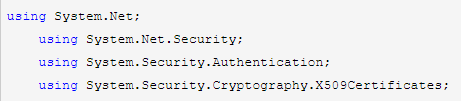 using System.Net;
using System.Net.Security;
using System.Security.Authentication;
using System.Security.Cryptography.X509Certificates;